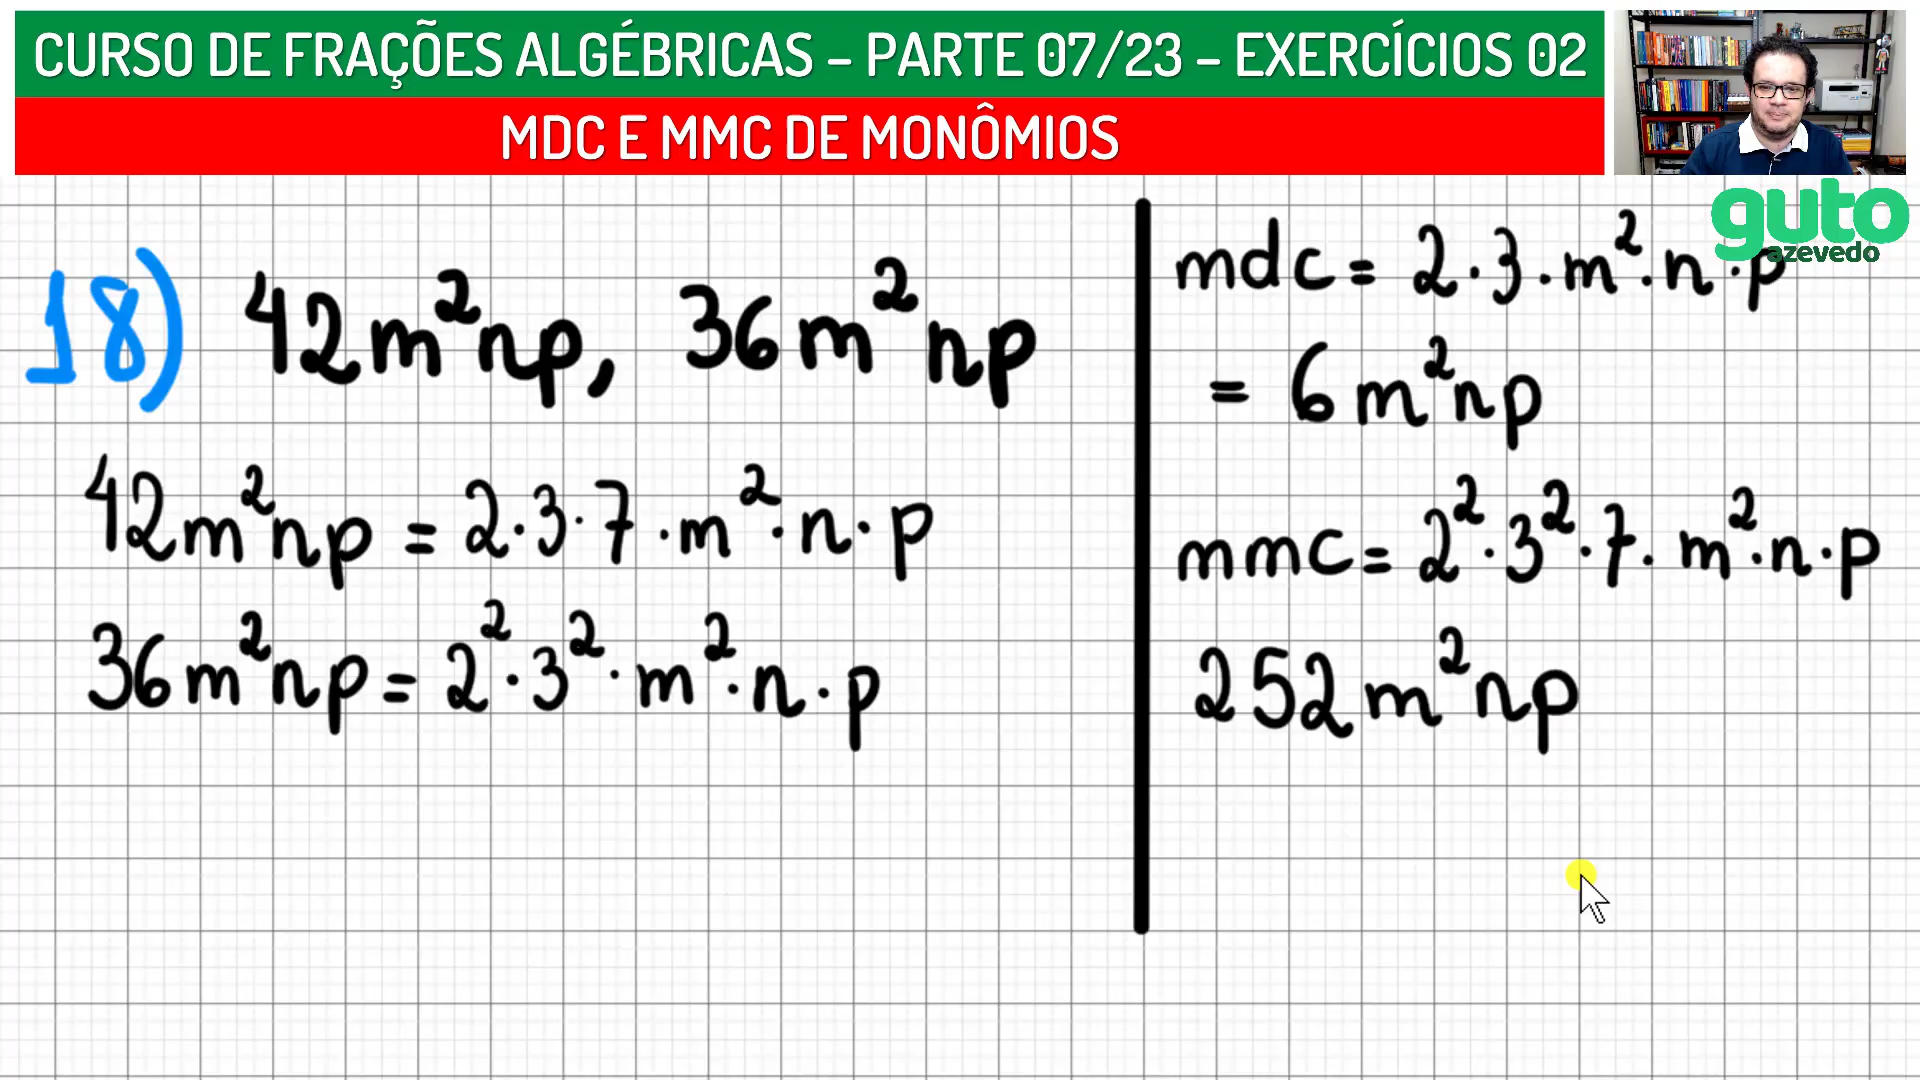 CURSO DE FRAÇÕES ALGÉBRICAS – PARTE 07/23 – EXERCÍCIOS 02
MDC E MMC DE MONÔMIOS
guto
azevedo
18) 42m²np, 36m²np
42m²np = 2·3·7·m²·n·p
36m²np = 2²·3²·m²·n·p
mdc = 2·3·m²·n·p
= 6m²np
mmc = 2²·3²·7·m²·n·p
252m²np